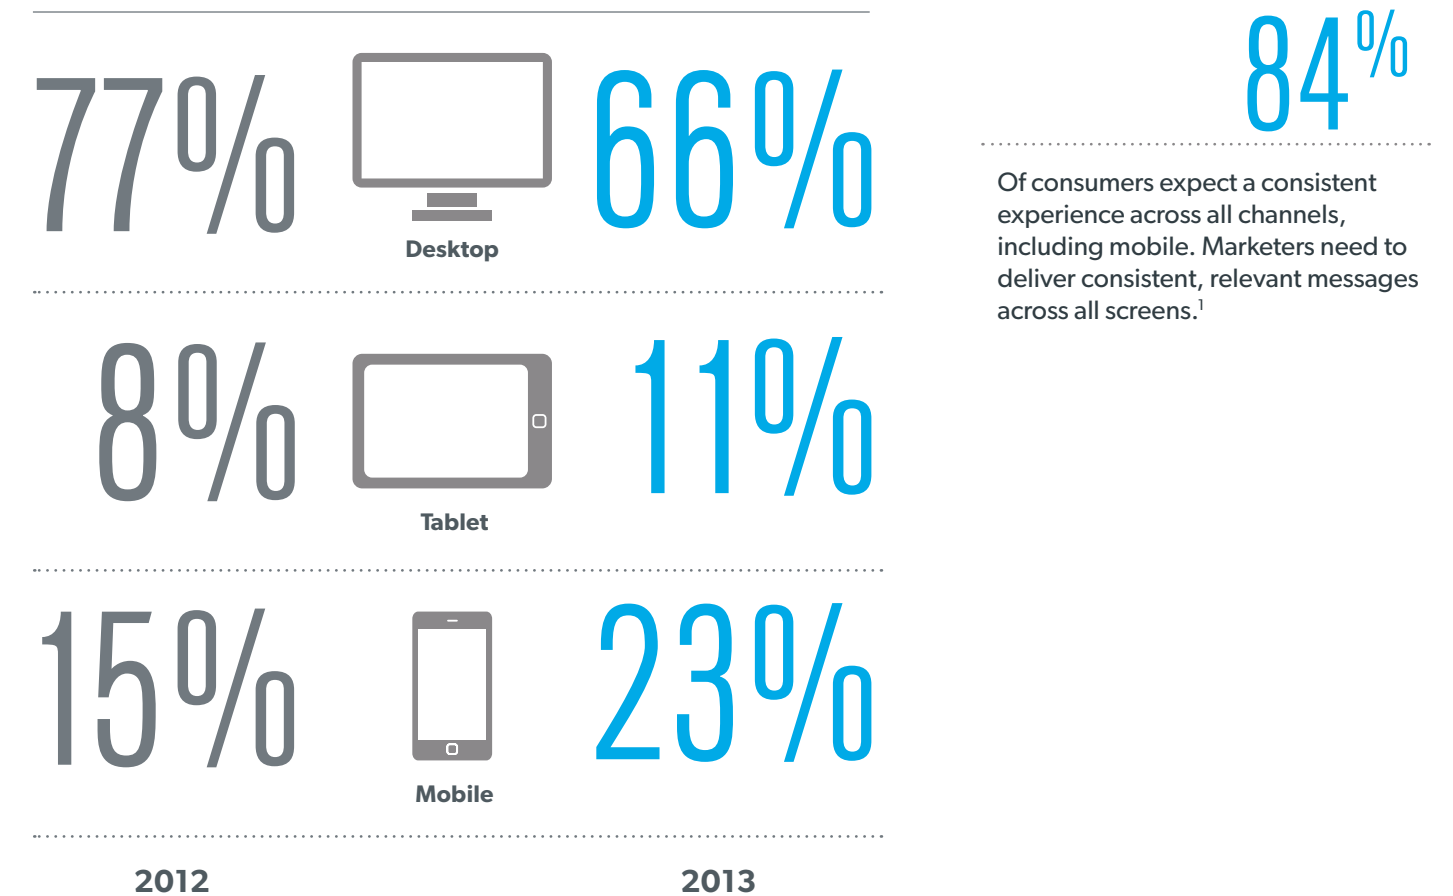 77%
66%
Desktop
8%
11%
Tablet
15%
23%
Mobile
2012
2013
84%
Of consumers expect a consistent
experience across all channels,
including mobile. Marketers need to
deliver consistent, relevant messages
across all screens.1